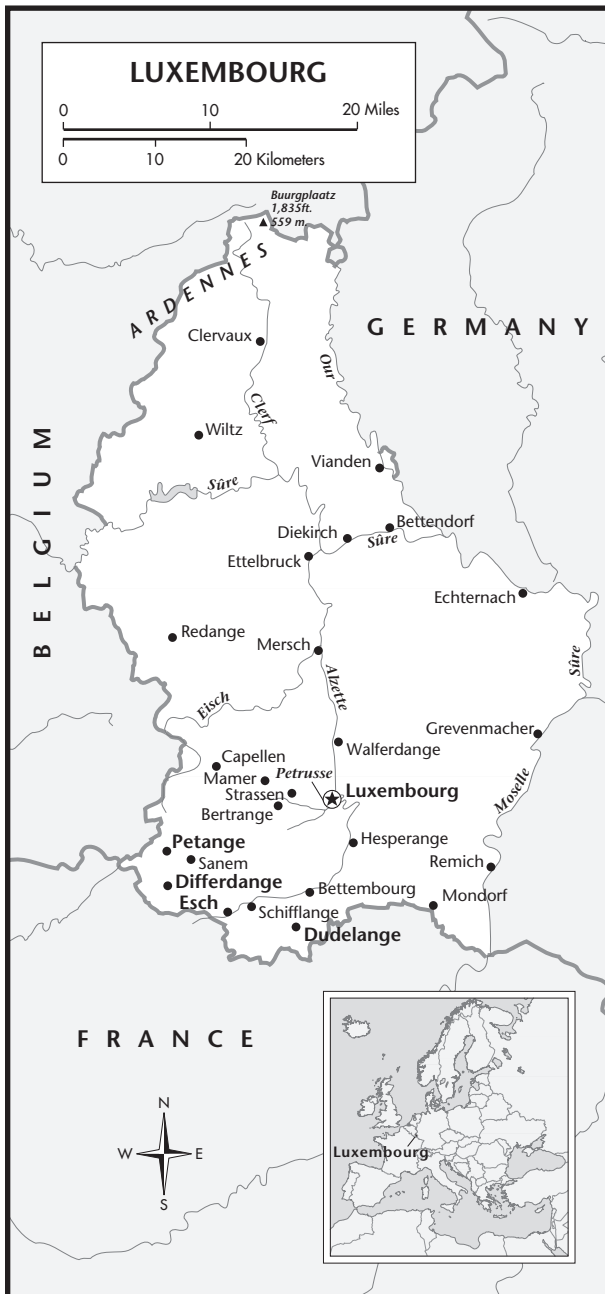 LUXEMBOURG
0 10 20 Miles
0 10 20 Kilometers
Buurgplaatz
1,835ft.
559 m.
ARDENNES
GERMANY
Clervaux
Our
Clerf
Wiltz
BELGIUM
Vianden
Sûre
Bettendorf
Diekirch
Sûre
Ettelbruck
Echternach
Redange
Mersch
Sûre
Alzette
Eisch
Grevenmacher
Walferdange
Capellen
Petrusse
Mamer
Strassen
Luxembourg
Moselle
Bertrange
Petange
Hesperange
Sanem
Remich
Differdange
Bettembourg
Mondorf
Esch
Schifflange
Dudelange
FRANCE
N
W E
S
Luxembourg